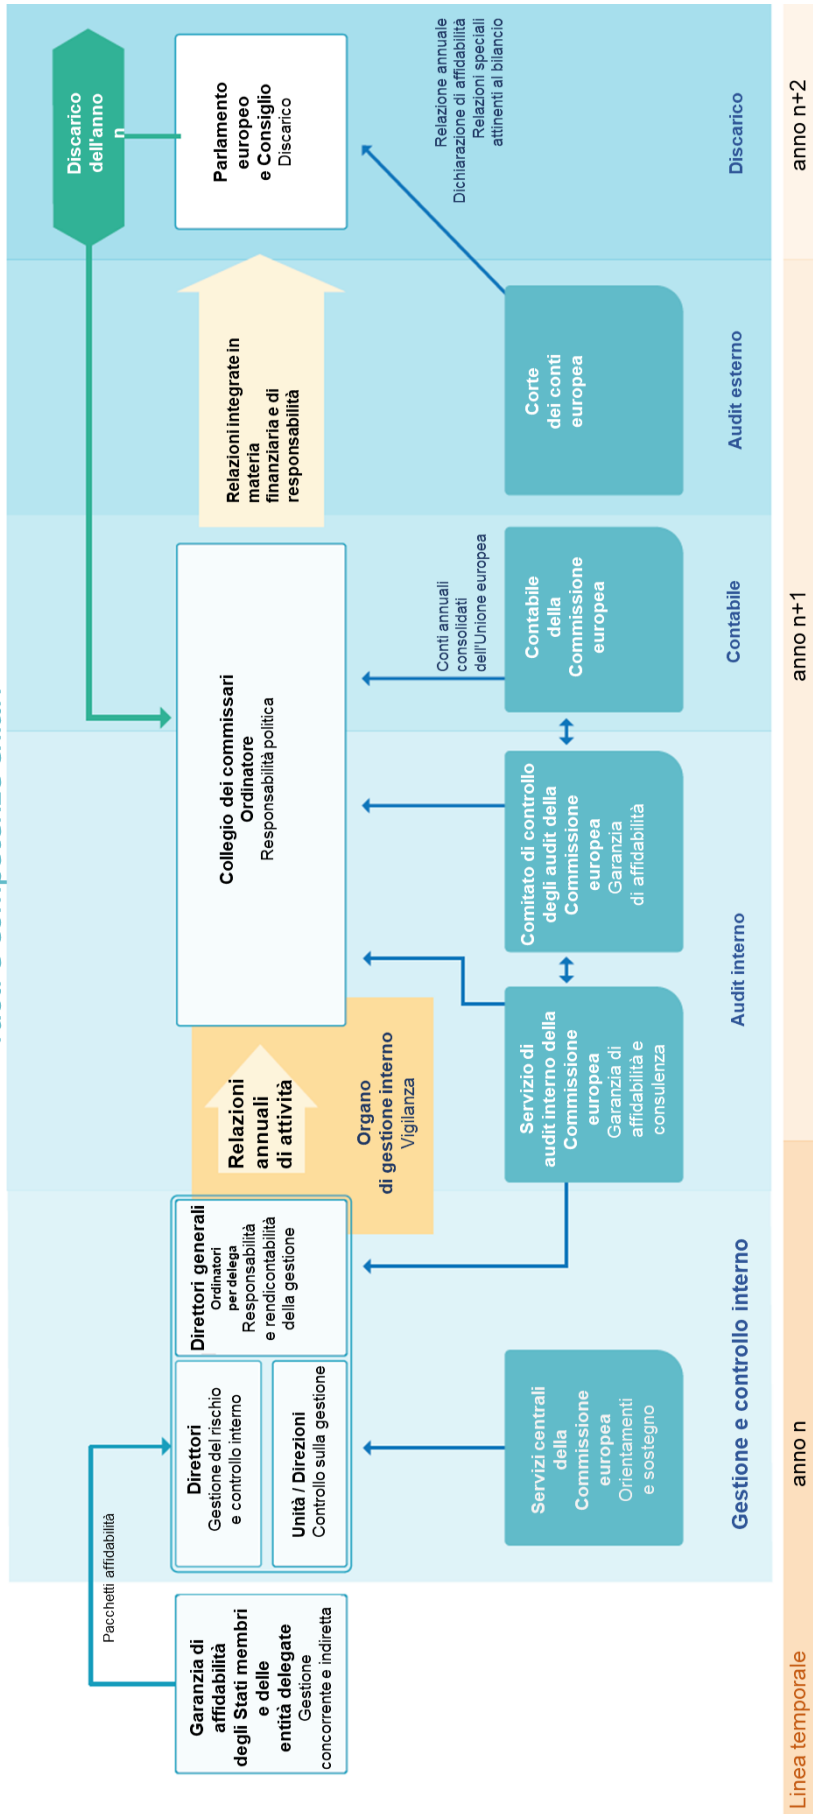 Discarico
dell'anno
n
Pacchetti affidabilità
Garanzia di
affidabilità
degli Stati membri
e delle
entità delegate
Gestione
concorrente e indiretta
Direttori
Gestione del rischio
e controllo interno
Unità / Direzioni
Controllo sulla gestione
Direttori generali
Ordinatori
per delega
Responsabilità
e rendicontabilità
della gestione
Relazioni
annuali
di attività
Organo
di gestione interno
Vigilanza
Collegio dei commissari
Ordinatore
Responsabilità politica
Relazioni integrate in
materia
finanziaria e di
responsabilità
Parlamento
europeo
e Consiglio
Discarico
Conti annuali
consolidati
dell'Unione europea
Relazione annuale
Dichiarazione di affidabilità
Relazioni speciali
attinenti al bilancio
Servizi centrali
della
Commissione
europea
Orientamenti
e sostegno
Servizio di
audit interno della
Commissione
europea
Garanzia di
affidabilità e
consulenza
Comitato di controllo
degli audit della
Commissione
europea
Garanzia
di affidabilità
Contabile
della
Commissione
europea
Corte
dei conti
europea
Gestione e controllo interno
Audit interno
Contabile
Audit esterno
Discarico
Linea temporale
anno n
anno n+1
anno n+2